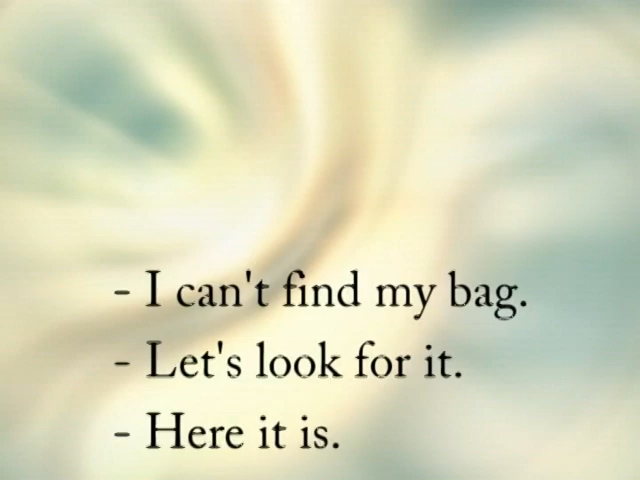 - I can't find my bag.
- Let's look for it.
- Here it is.